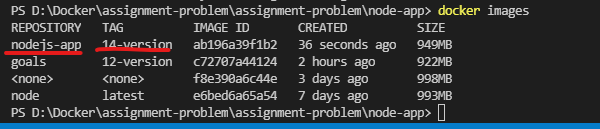 PS D:\Docker\assignment-problem\assignment-problem\node-app> docker images
REPOSITORY TAG IMAGE ID CREATED SIZE
nodejs-app 14-version ab196a39f1b2 36 seconds ago 949MB
goals 12-version c72707a44124 2 hours ago 922MB
<none> <none> f8e390a6c44e 3 days ago 998MB
node latest e6bed6a65a54 7 days ago 993MB
PS D:\Docker\assignment-problem\assignment-problem\node-app>